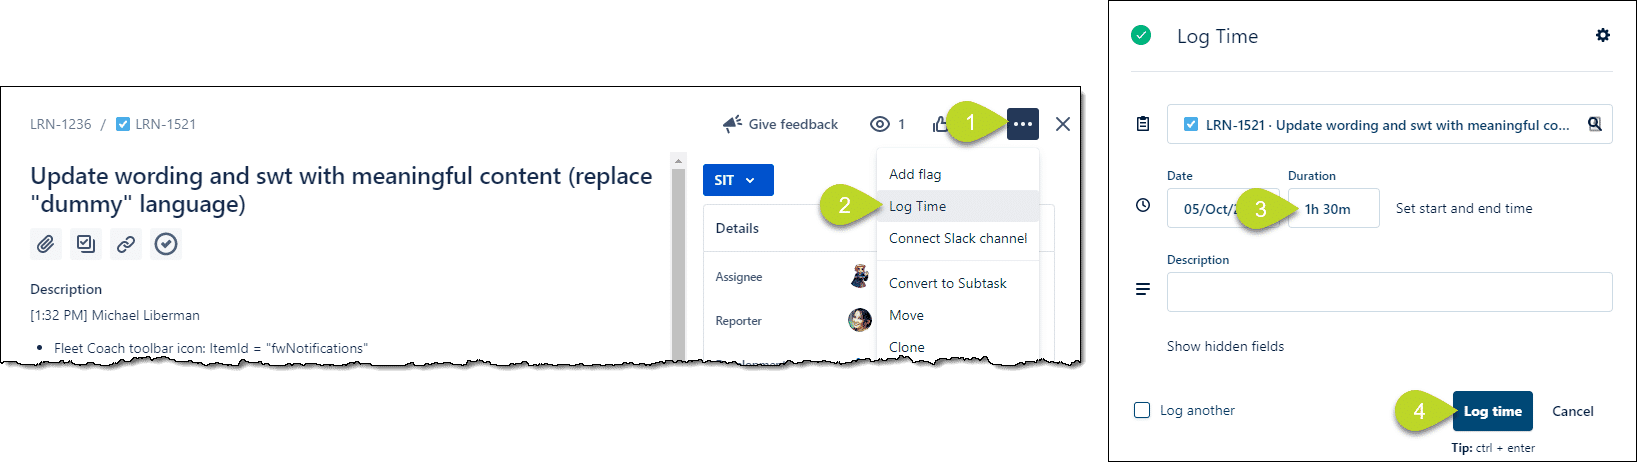 LRN-1236 / LRN-1521
Give feedback
1
1
Update wording and swt with meaningful content (replace
"dummy" language)
Description
[1:32 PM] Michael Liberman
• Fleet Coach toolbar icon: ItemId = "fwNotifications"
SIT
Details
Assignee
Reporter
Add flag
2
Log Time
Connect Slack channel
Convert to Subtask
Move
Clone
Log Time
LRN-1521 · Update wording and swt with meaningful co...
Date
Duration
05/Oct/2
3
1h 30m
Set start and end time
Description
Show hidden fields
Log another
4
Log time
Cancel
Tip: ctrl + enter